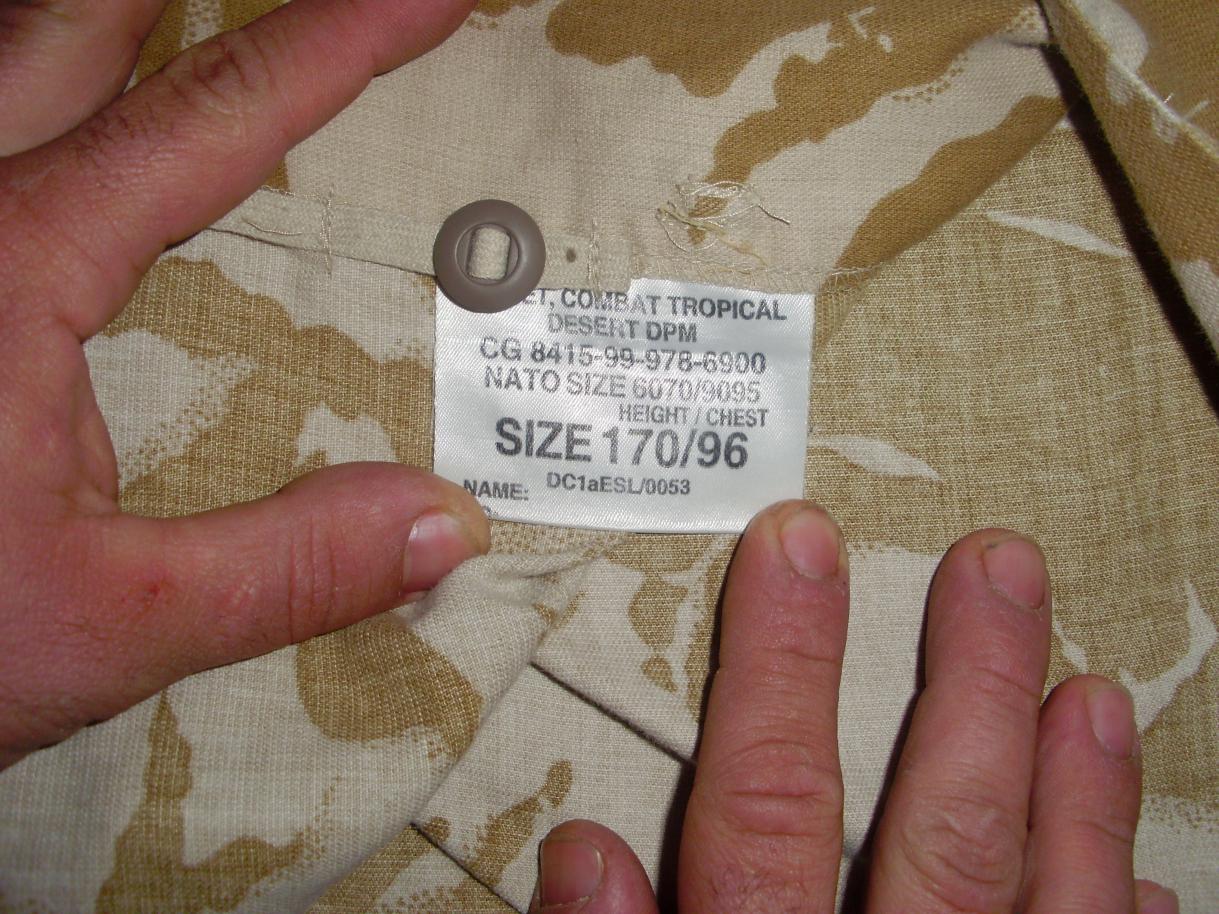 ET, COMBAT TROPICAL
DESERT DPM
CG 8415-99-978-6900
NATO SIZE 6070/9095
HEIGHT / CHEST
SIZE 170/96
NAME: DC1aESL/0053